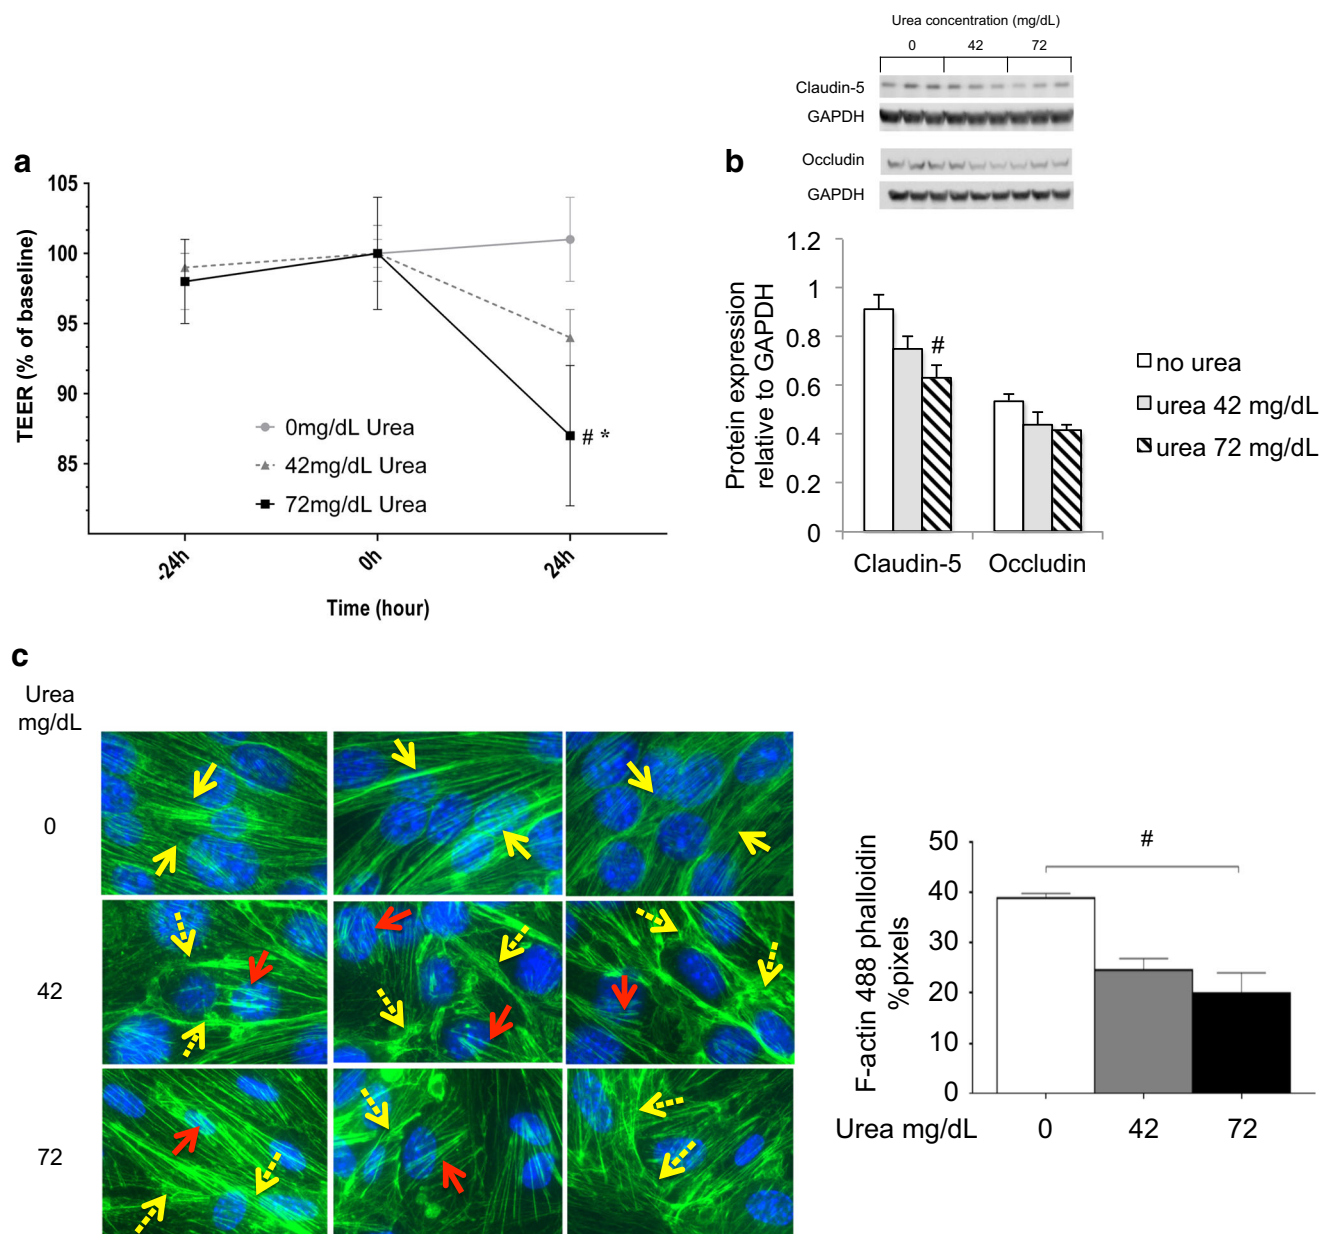 Urea concentration (mg/dL)
0 42 72
Claudin-5
GAPDH
Occludin
GAPDH
a
105
100
95
90
85
TEER (% of baseline)
0mg/dL Urea
42mg/dL Urea
72mg/dL Urea
# *
-24h 0h 24h
Time (hour)
b
1.2
1
0.8
0.6
0.4
0.2
0
Protein expression
relative to GAPDH
#
Claudin-5 Occludin
no urea
urea 42 mg/dL
urea 72 mg/dL
c
Urea
mg/dL
0
42
72
50
40
30
20
10
0
F-actin 488 phalloidin
%pixels
#
Urea mg/dL 0 42 72